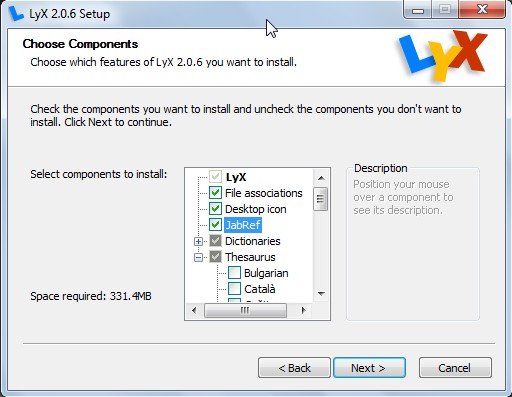 LyX 2.0.6 Setup
Choose Components
Choose which features of LyX 2.0.6 you want to install.
LyX
Check the components you want to install and uncheck the components you don't want to
install. Click Next to continue.
Select components to install:
LyX
File associations
Desktop icon
JabRef
Dictionaries
Thesaurus
Bulgarian
Català
Description
Position your mouse
over a component to
see its description.
Space required: 331.4MB
< Back
Next >
Cancel